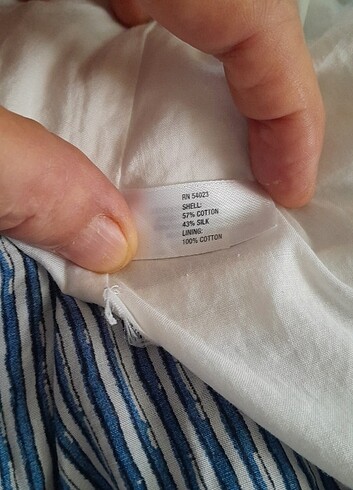 RN 54023
SHELL:
57% COTTON
43% SILK
LINING:
100% COTTON